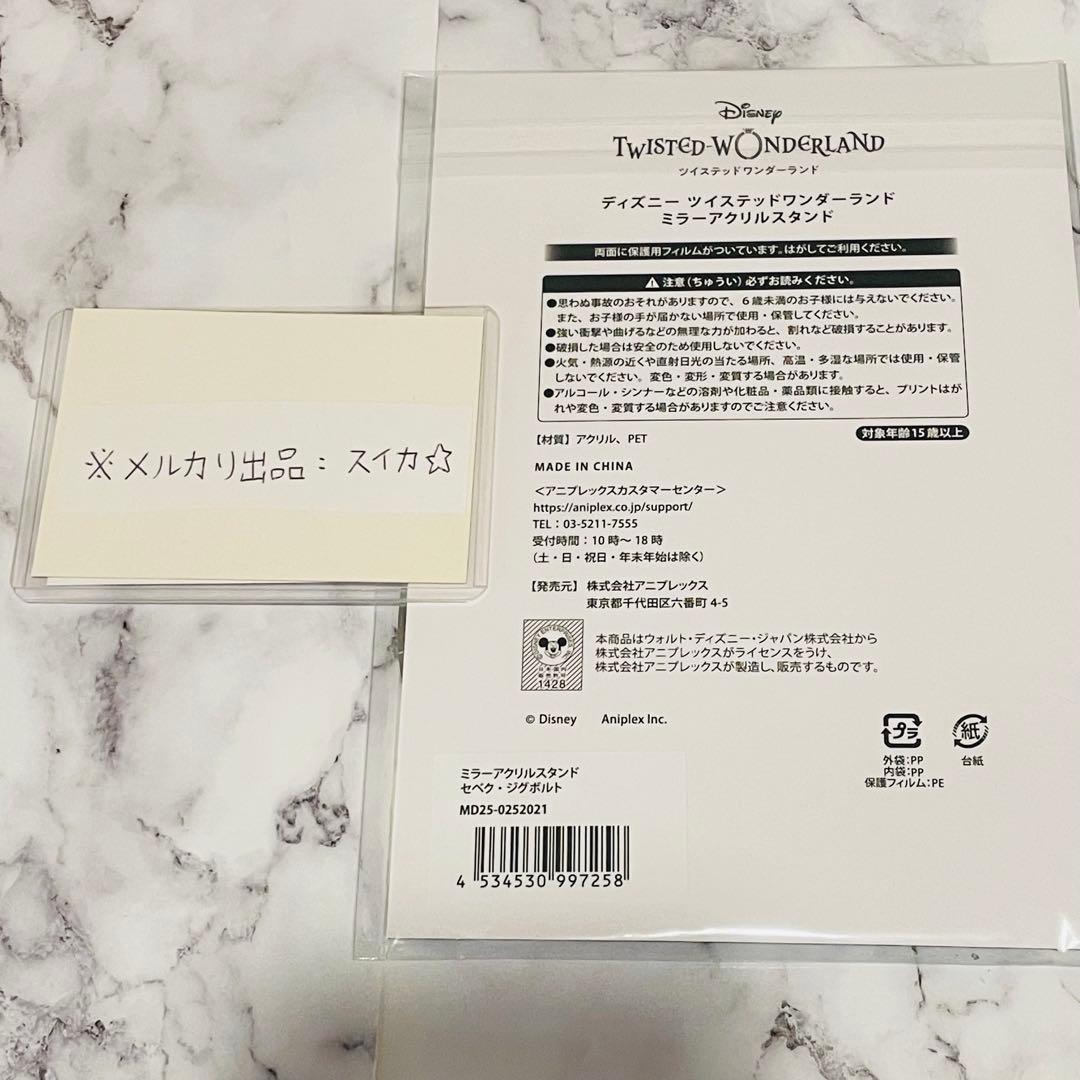 Disney
TWISTED-WONDERLAND
ツイステッドワンダーランド
ディズニー ツイステッドワンダーランド
ミラーアクリルスタンド
両面に保護用フィルムがついています。はがしてご利用ください。
注意(ちゅうい) 必ずお読みください。
●思わぬ事故のおそれがありますので、6歳未満のお子様には与えないでください。
また、お子様の手が届かない場所で使用・保管してください。
●強い衝撃や曲げるなどの無理な力が加わると、割れなど破損することがあります。
●破損した場合は安全のため使用しないでください。
●火気・熱源の近くや直射日光の当たる場所、高温・多湿な場所では使用・保管
しないでください。変色・変形・変質する場合があります。
●アルコール・シンナーなどの溶剤や化粧品・薬品類に接触すると、プリントはが
れや変色・変質する場合がありますのでご注意ください。
【材質】アクリル、PET
対象年齢15歳以上
MADE IN CHINA
<アニプレックスカスタマーセンター>
https://aniplex.co.jp/support/
TEL:03-5211-7555
受付時間:10時〜18時
(土・日・祝日・年末年始は除く)
【発売元】株式会社アニプレックス
東京都千代田区六番町 4-5
日本国内
販売許可
1428
本商品はウォルト・ディズニー・ジャパン株式会社から
株式会社アニプレックスがライセンスをうけ、
株式会社アニプレックスが製造し、販売するものです。
© Disney Aniplex Inc.
プラ
外袋:PP
内袋:PP
保護フィルム:PE
紙
台紙
ミラーアクリルスタンド
セベク・ジグボルト
MD25-0252021
4 534530 997258
※メルカリ出品:スイカ☆